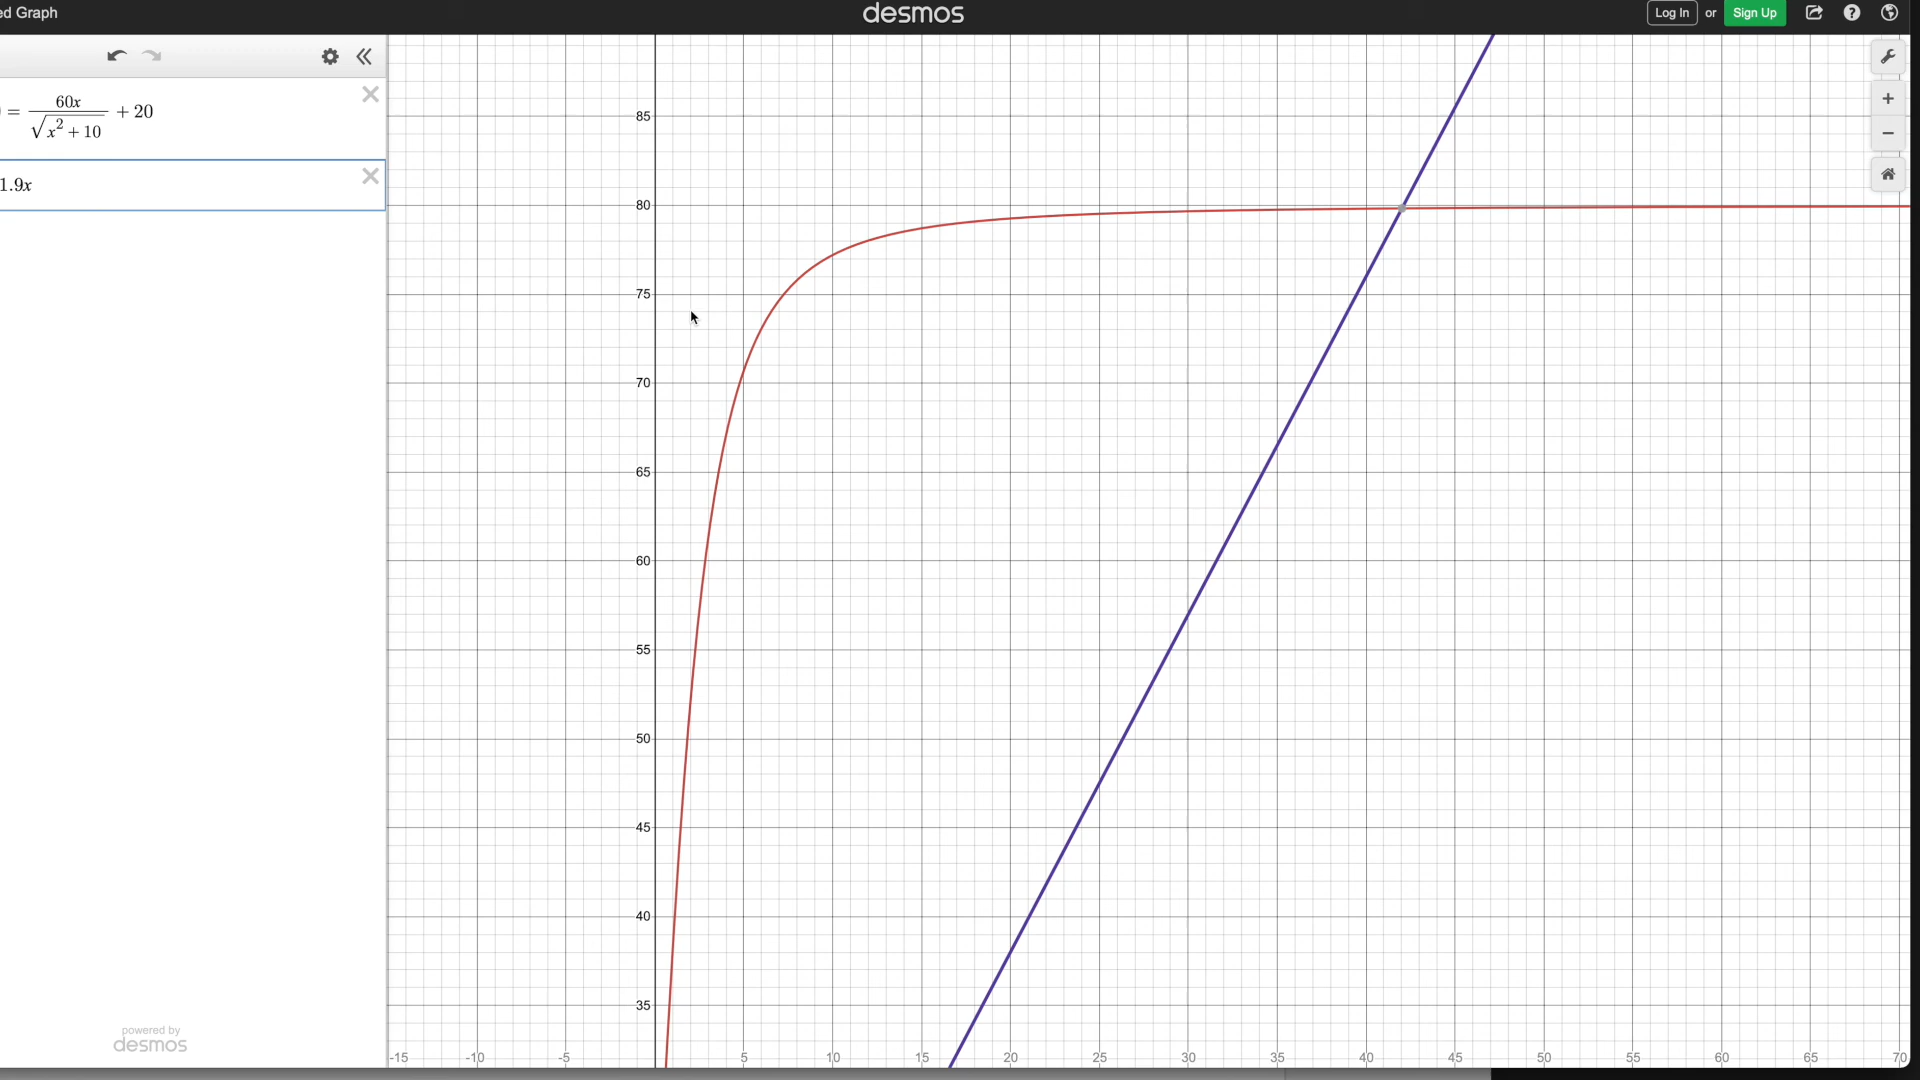 ed Graph
desmos
Log In or Sign Up
) = 60x/√(x² + 10) + 20
1.9x
85
80
75
70
65
60
55
50
45
40
35
-15 -10 -5 5 10 15 20 25 30 35 40 45 50 55 60 65 70
powered by
desmos